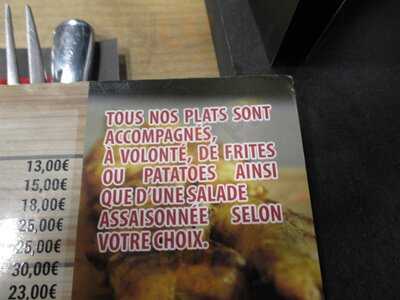 TOUS NOS PLATS SONT
ACCOMPAGNÉS,
À VOLONTÉ, DE FRITES
OU PATATOES AINSI
QUE D'UNE SALADE
ASSAISONNÉE SELON
VOTRE CHOIX.
13,00€
15,00€
18,00€
25,00€
25,00€
30,00€
23,00€